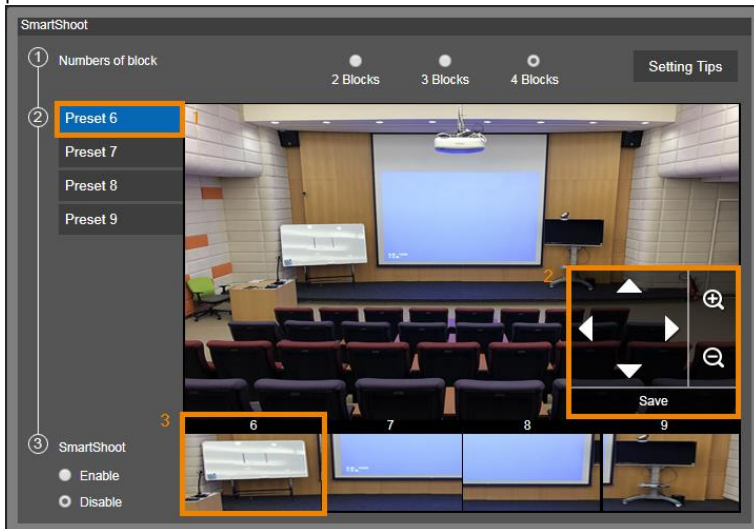 SmartShoot
1 Numbers of block
2 Blocks 3 Blocks 4 Blocks
Setting Tips
2 Preset 6 1
Preset 7
Preset 8
Preset 9
2
Save
3
6 7 8 9
3 SmartShoot
Enable
Disable